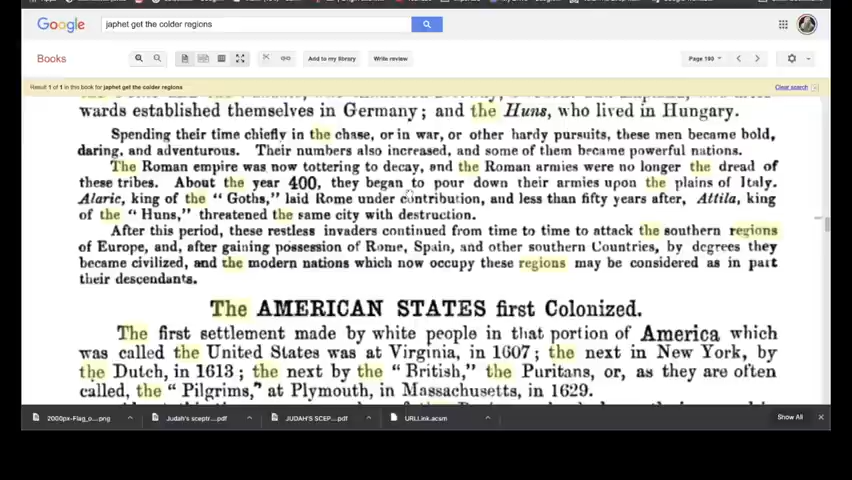 Google
japhet get the colder regions
Books
Add to my library
Write review
Page 190
Result 1 of 1 in this book for japhet get the colder regions
Clear search
wards established themselves in Germany; and the Huns, who lived in Hungary.
Spending their time chiefly in the chase, or in war, or other hardy pursuits, these men became bold,
daring, and adventurous. Their numbers also increased, and some of them became powerful nations.
The Roman empire was now tottering to decay, and the Roman armies were no longer the dread of
these tribes. About the year 400, they began to pour down their armies upon the plains of Italy.
Alaric, king of the "Goths," laid Rome under contribution, and less than fifty years after, Attila, king
of the "Huns," threatened the same city with destruction.
After this period, these restless invaders continued from time to time to attack the southern regions
of Europe, and, after gaining possession of Rome, Spain, and other southern Countries, by degrees they
became civilized, and the modern nations which now occupy these regions may be considered as in part
their descendants.
The AMERICAN STATES first Colonized.
The first settlement made by white people in that portion of America which
was called the United States was at Virginia, in 1607; the next in New York, by
the Dutch, in 1613; the next by the "British," the Puritans, or, as they are often
called, the "Pilgrims," at Plymouth, in Massachusetts, in 1629.
2000px-Flag_o....png
Judah's sceptr....pdf
JUDAH'S SCEP....pdf
URLLink.acsm
Show All